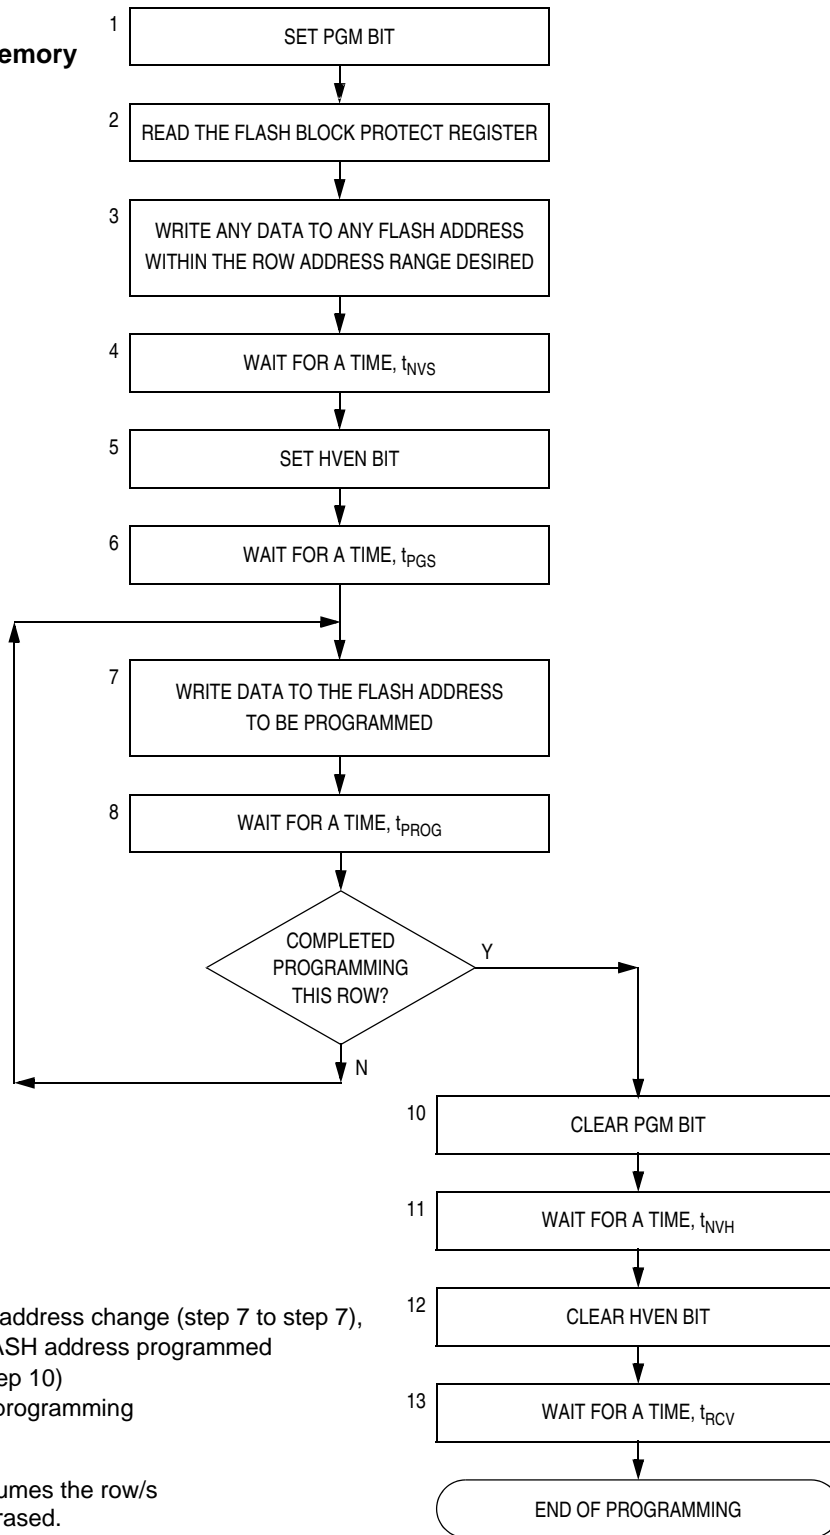 1
SET PGM BIT
emory
2
READ THE FLASH BLOCK PROTECT REGISTER
3
WRITE ANY DATA TO ANY FLASH ADDRESS
WITHIN THE ROW ADDRESS RANGE DESIRED
4
WAIT FOR A TIME, tNVS
5
SET HVEN BIT
6
WAIT FOR A TIME, tPGS
7
WRITE DATA TO THE FLASH ADDRESS
TO BE PROGRAMMED
8
WAIT FOR A TIME, tPROG
COMPLETED
PROGRAMMING
THIS ROW?
Y
N
10
CLEAR PGM BIT
11
WAIT FOR A TIME, tNVH
12
CLEAR HVEN BIT
13
WAIT FOR A TIME, tRCV
END OF PROGRAMMING
address change (step 7 to step 7),
ASH address programmed
ep 10)
programming
umes the row/s
rased.